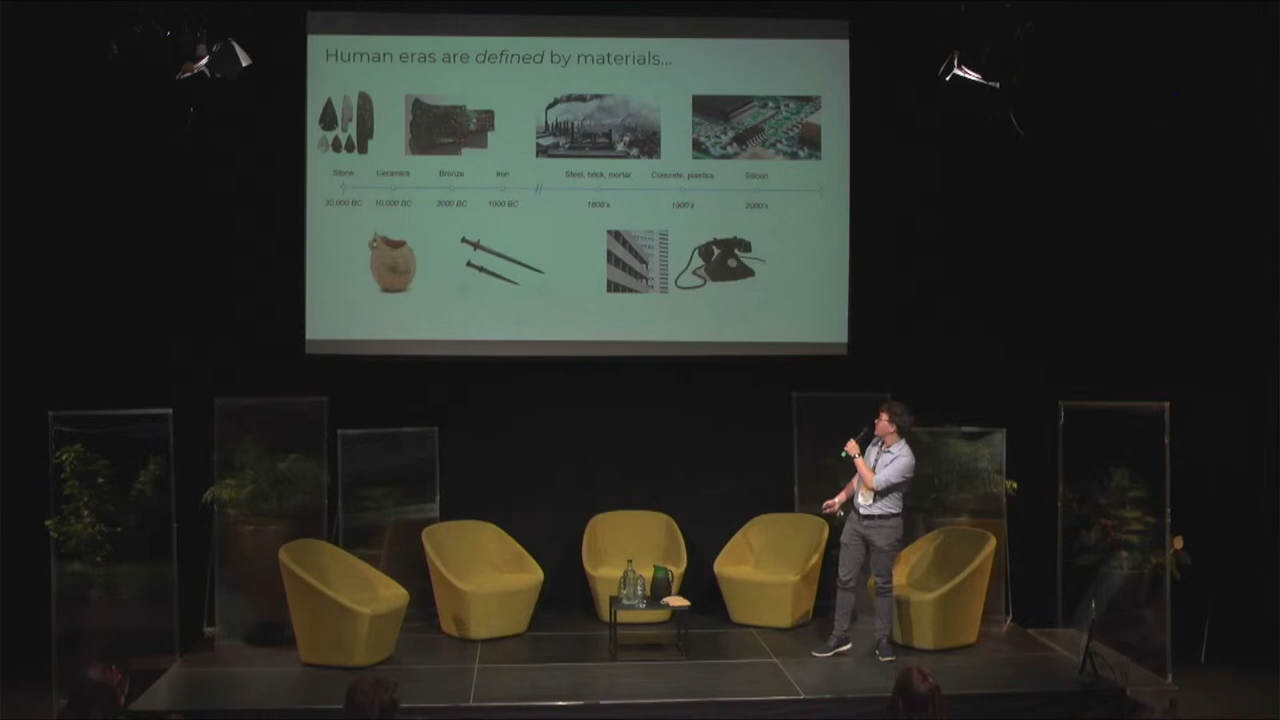 Human eras are defined by materials...
Stone Ceramics Bronze Iron Steel, brick, mortar Concrete, plastics Silicon
30,000 BC 10,000 BC 3000 BC 1000 BC 1800's 1900's 2000's